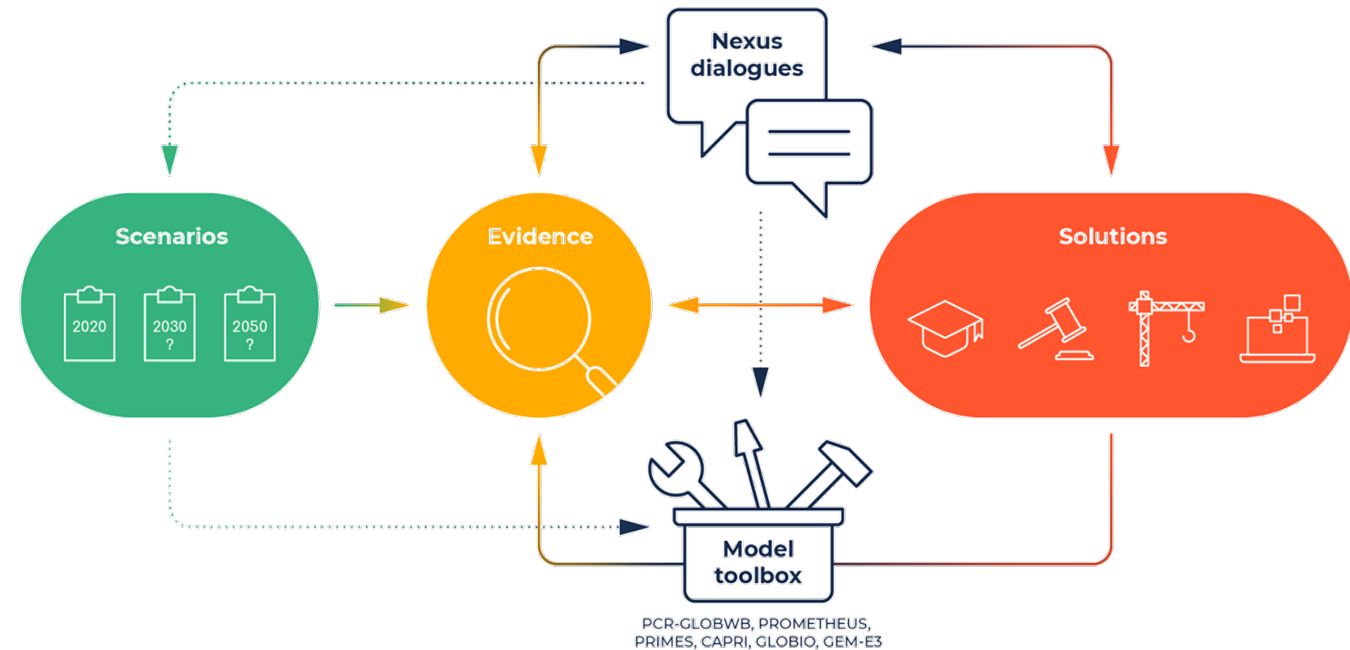 Nexus
dialogues
Scenarios
2020
2030
?
2050
?
Evidence
Solutions
Model
toolbox
PCR-GLOBWB, PROMETHEUS,
PRIMES, CAPRI, GLOBIO, GEM-E3